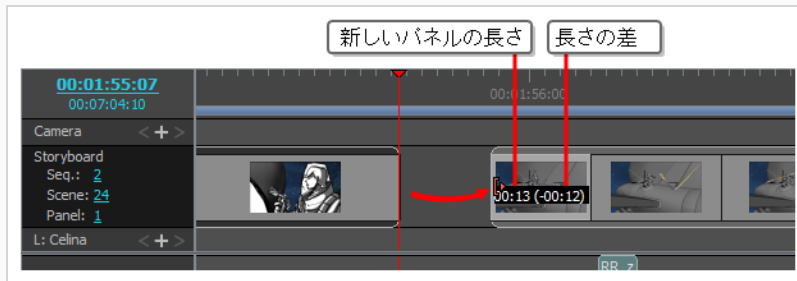 新しいパネルの長さ
長さの差
00:01:55:07
00:07:04:10
00:01:56:00
Camera < + >
Storyboard
Seq.: 2
Scene: 24
Panel: 1
00:13 (-00:12)
L: Celina < + >
RR_z